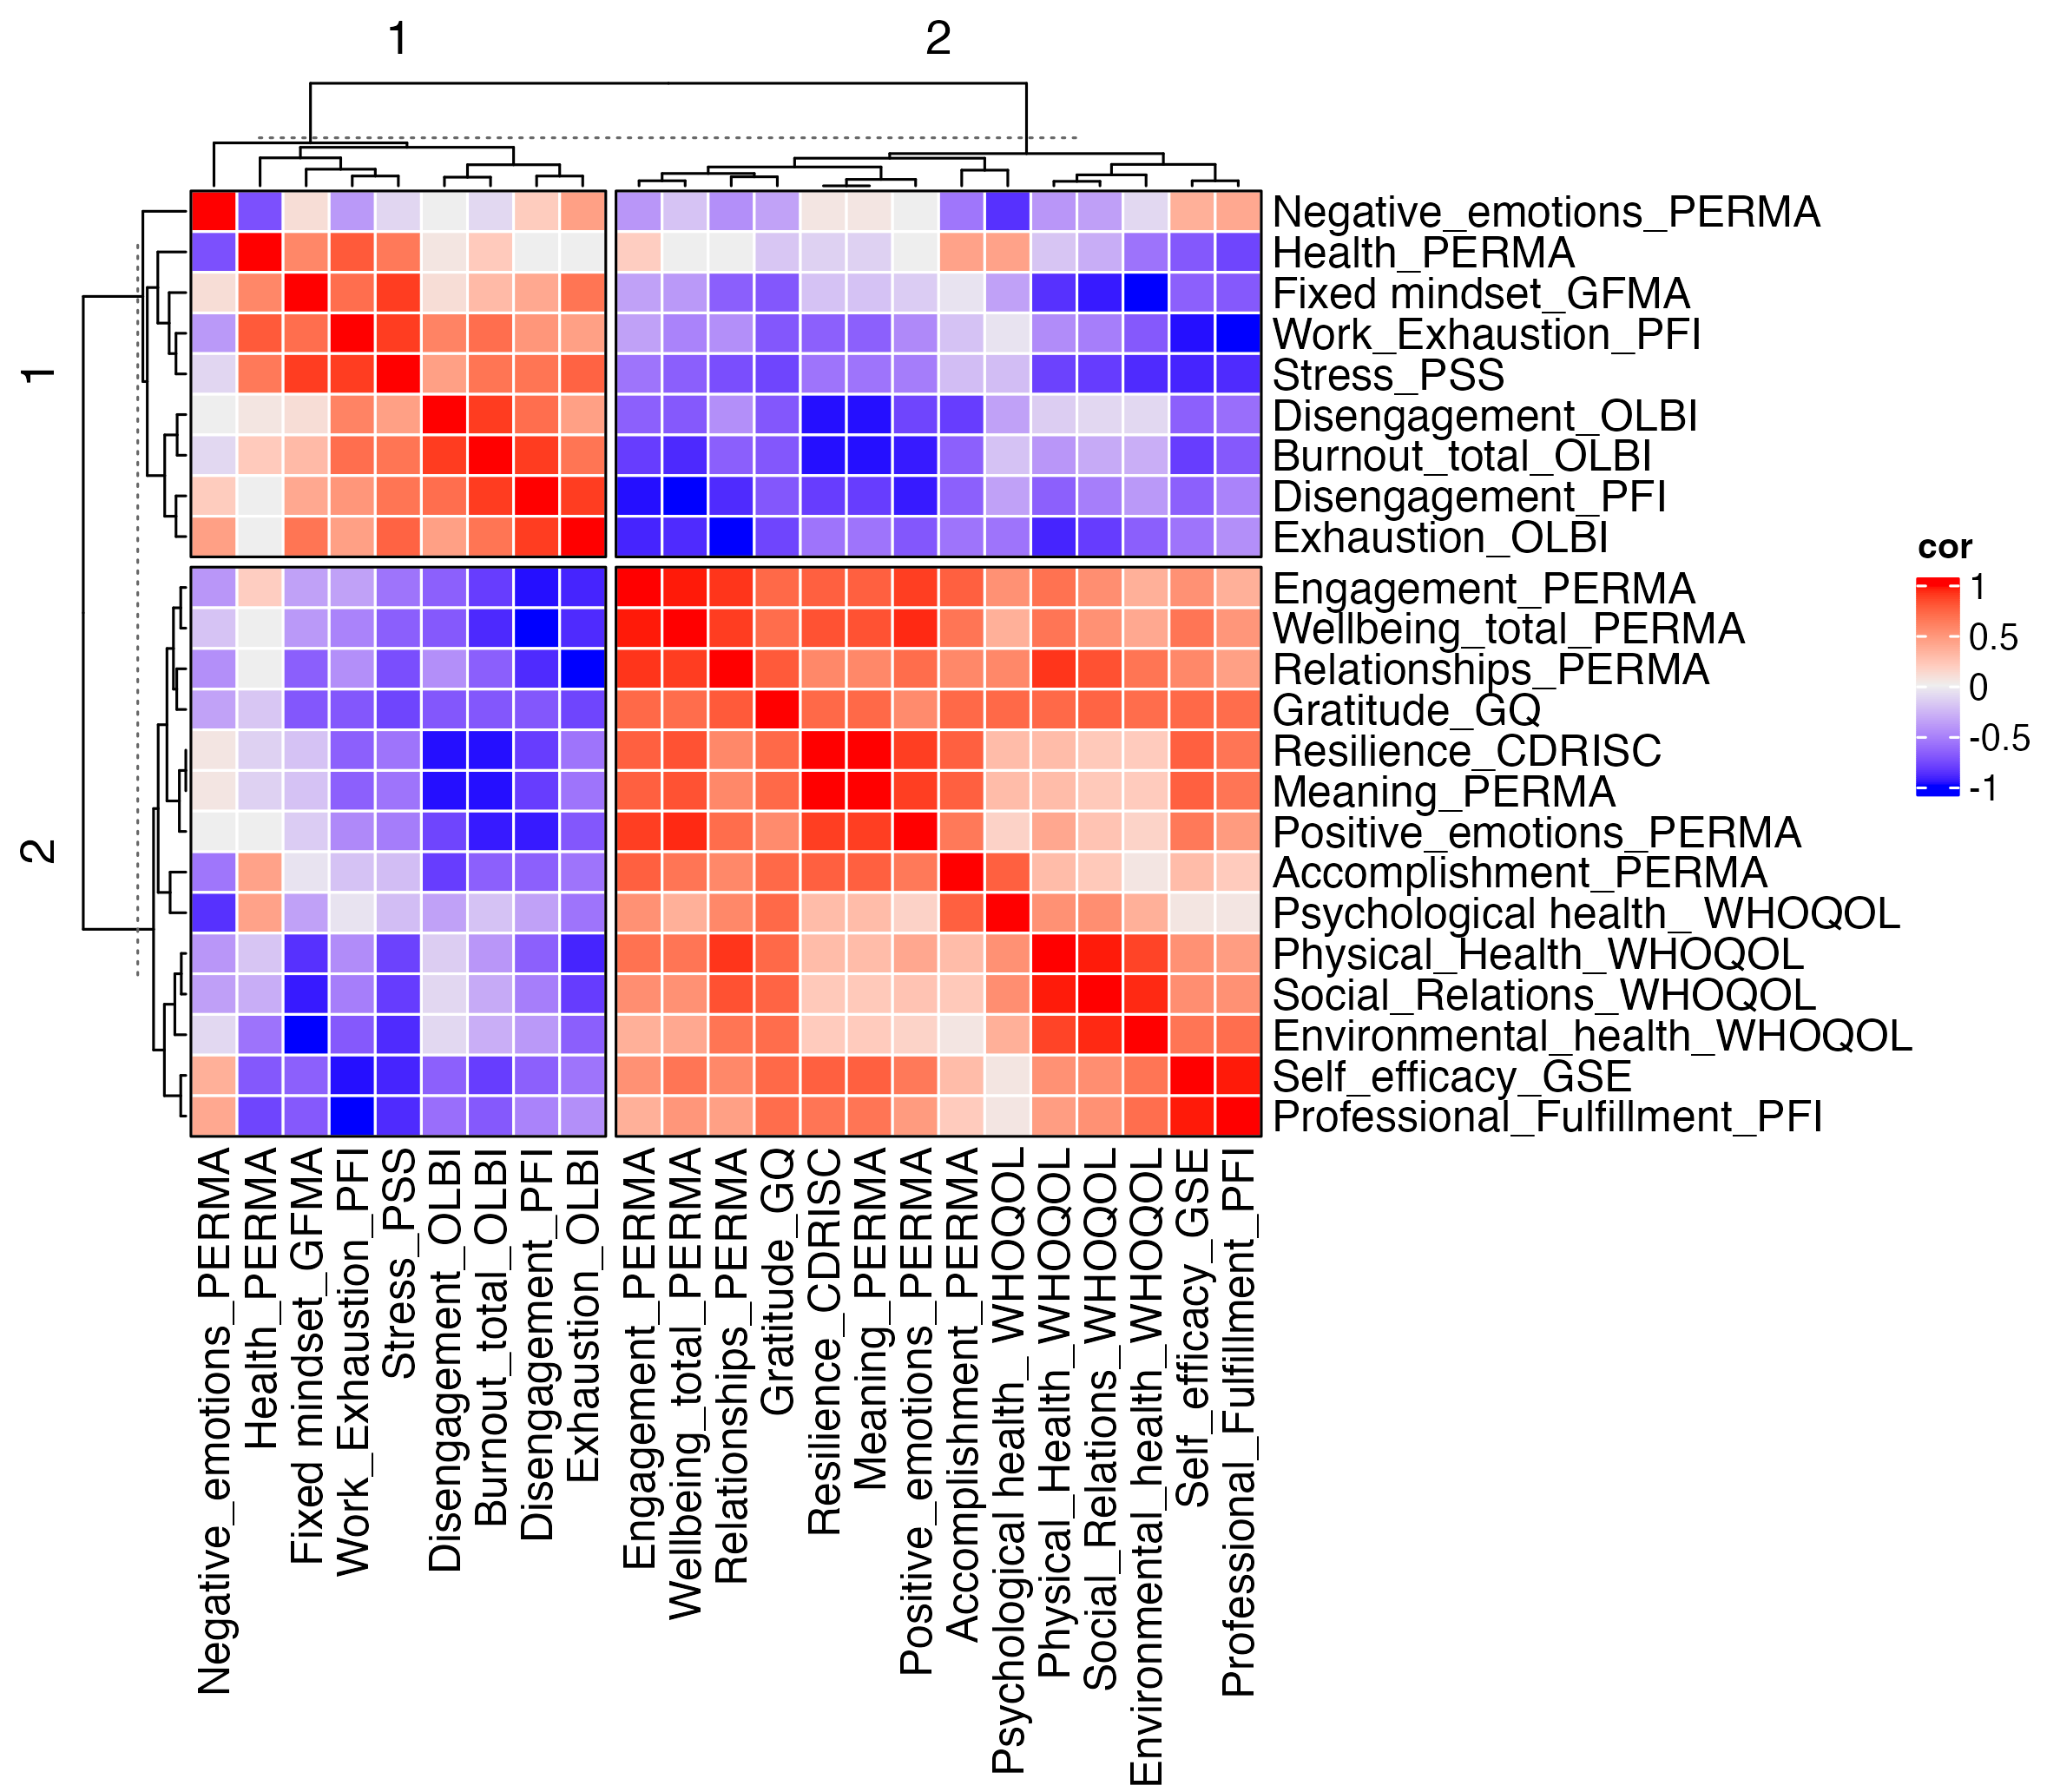 1
2
1
2
Negative_emotions_PERMA
Health_PERMA
Fixed mindset_GFMA
Work_Exhaustion_PFI
Stress_PSS
Disengagement_OLBI
Burnout_total_OLBI
Disengagement_PFI
Exhaustion_OLBI
Engagement_PERMA
Wellbeing_total_PERMA
Relationships_PERMA
Gratitude_GQ
Resilience_CDRISC
Meaning_PERMA
Positive_emotions_PERMA
Accomplishment_PERMA
Psychological health_ WHOQOL
Physical_Health_WHOQOL
Social_Relations_WHOQOL
Environmental_health_WHOQOL
Self_efficacy_GSE
Professional_Fulfillment_PFI
cor
1
0.5
0
-0.5
-1
Negative_emotions_PERMA
Health_PERMA
Fixed mindset_GFMA
Work_Exhaustion_PFI
Stress_PSS
Disengagement_OLBI
Burnout_total_OLBI
Disengagement_PFI
Exhaustion_OLBI
Engagement_PERMA
Wellbeing_total_PERMA
Relationships_PERMA
Gratitude_GQ
Resilience_CDRISC
Meaning_PERMA
Positive_emotions_PERMA
Accomplishment_PERMA
Psychological health_ WHOQOL
Physical_Health_WHOQOL
Social_Relations_WHOQOL
Environmental_health_WHOQOL
Self_efficacy_GSE
Professional_Fulfillment_PFI